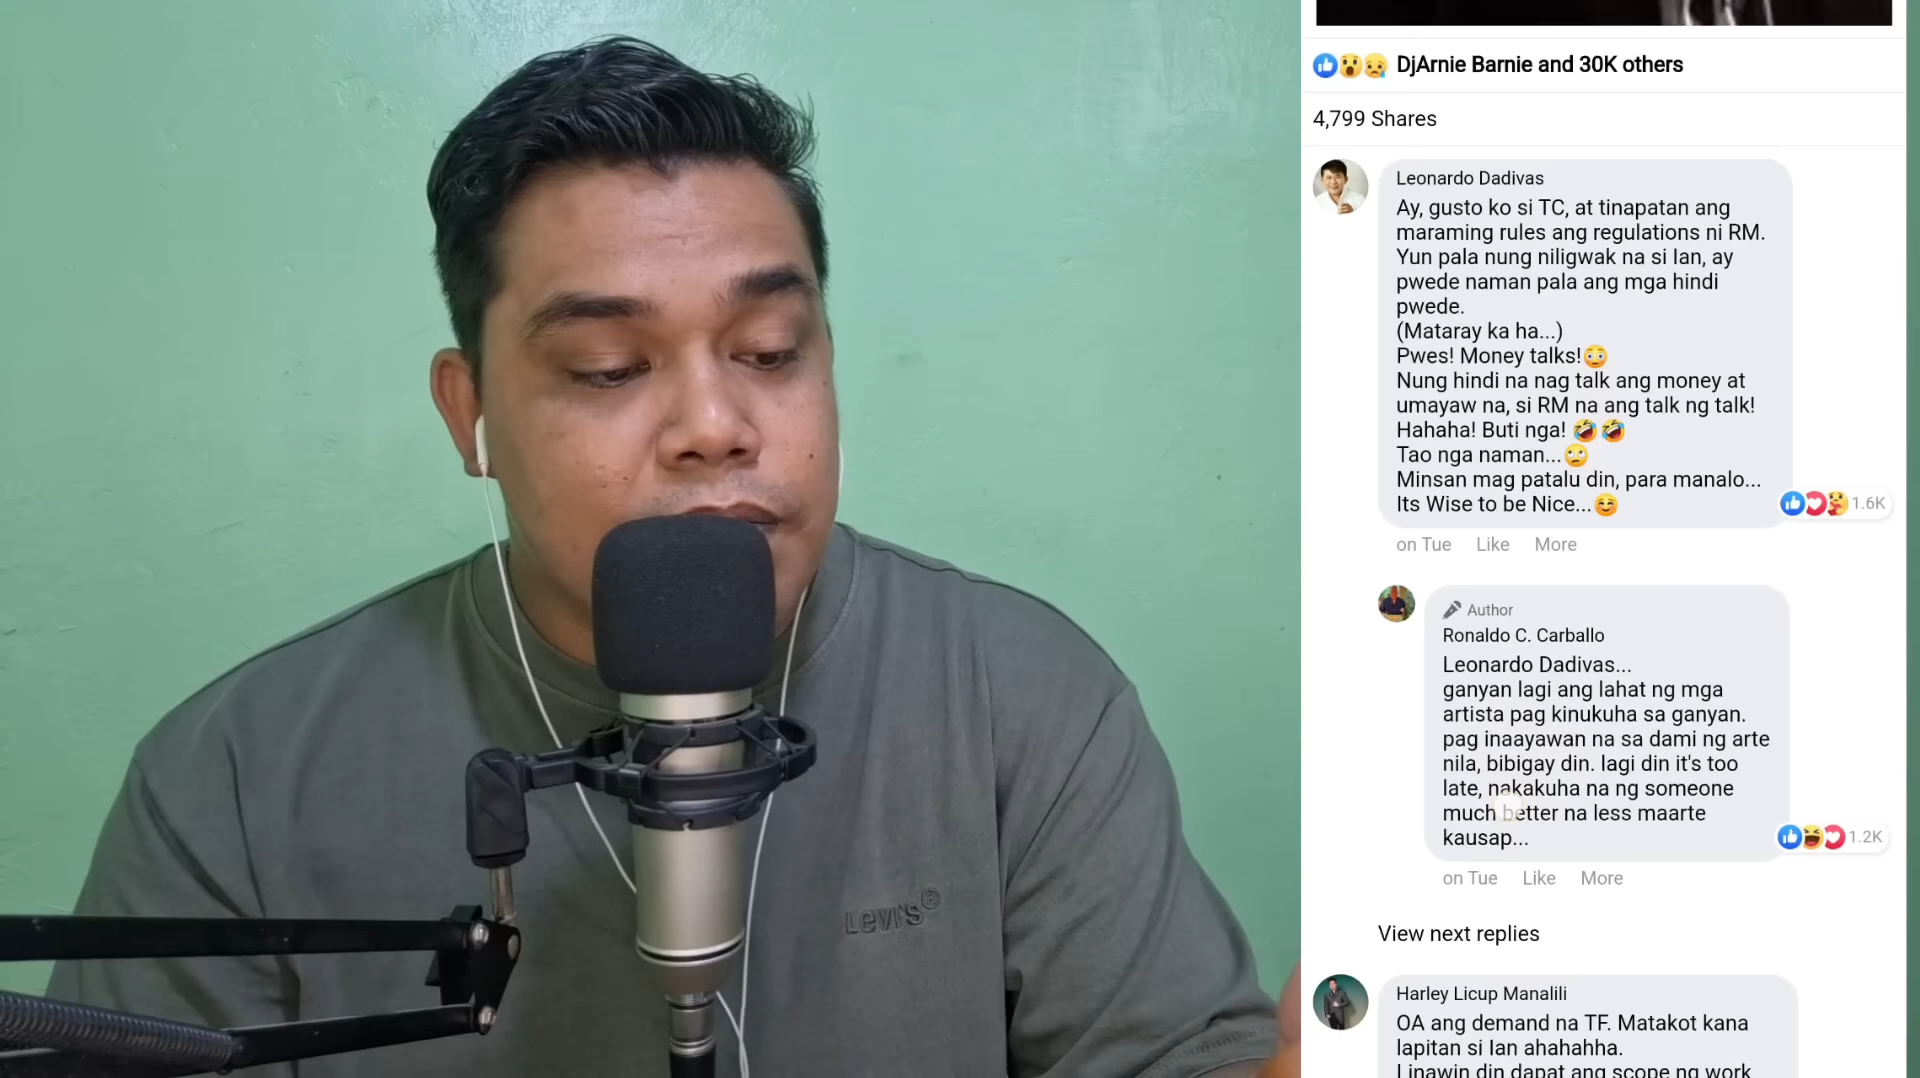 DjArnie Barnie and 30K others
4,799 Shares
Leonardo Dadivas
Ay, gusto ko si TC, at tinapatan ang
maraming rules ang regulations ni RM.
Yun pala nung niligwak na si Ian, ay
pwede naman pala ang mga hindi
pwede.
(Mataray ka ha...)
Pwes! Money talks!😳
Nung hindi na nag talk ang money at
umayaw na, si RM na ang talk ng talk!
Hahaha! Buti nga! 🤣🤣
Tao nga naman...🙄
Minsan mag patalu din, para manalo...
Its Wise to be Nice...☺️
1.6K
on Tue Like More
Author
Ronaldo C. Carballo
Leonardo Dadivas...
ganyan lagi ang lahat ng mga
artista pag kinukuha sa ganyan.
pag inaayawan na sa dami ng arte
nila, bibigay din. lagi din it's too
late, nakakuha na ng someone
much better na less maarte
kausap...
1.2K
on Tue Like More
View next replies
Harley Licup Manalili
OA ang demand na TF. Matakot kana
lapitan si Ian ahahahha.
Linawin din dapat ang scope ng work
Levi's®